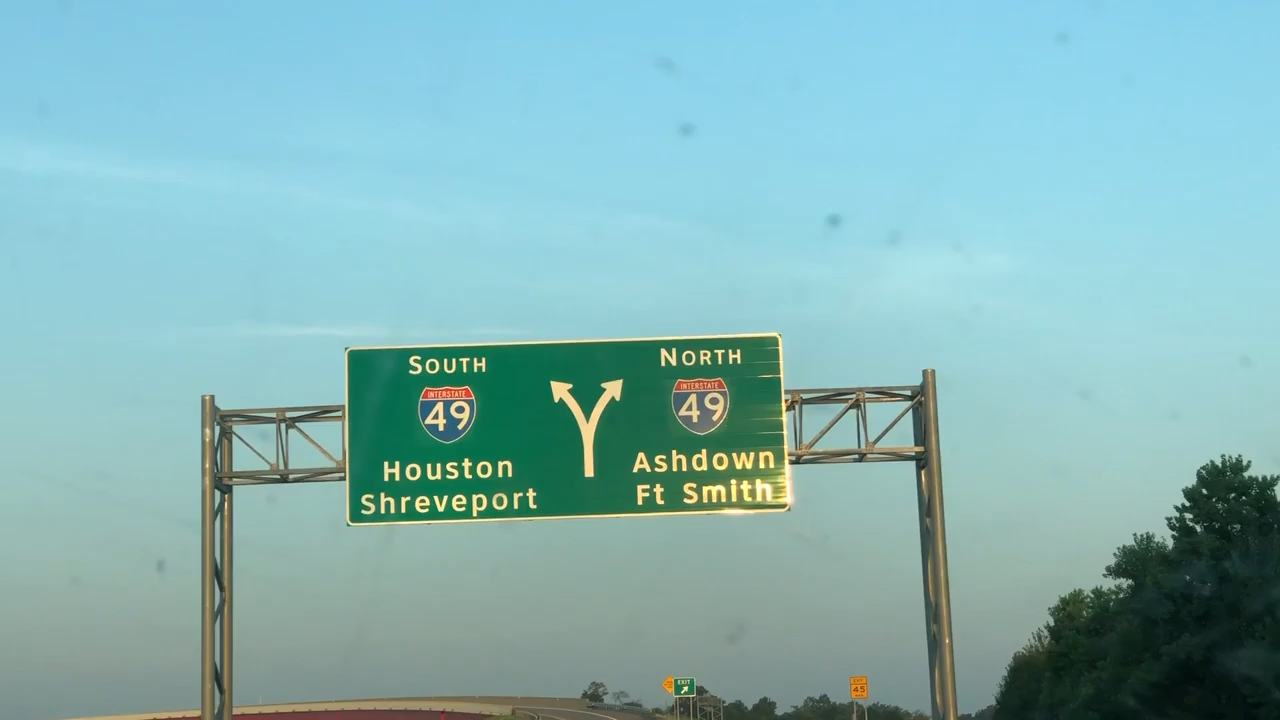 SOUTH
INTERSTATE
49
Houston
Shreveport
NORTH
INTERSTATE
49
Ashdown
Ft Smith
EXIT
EXIT
45